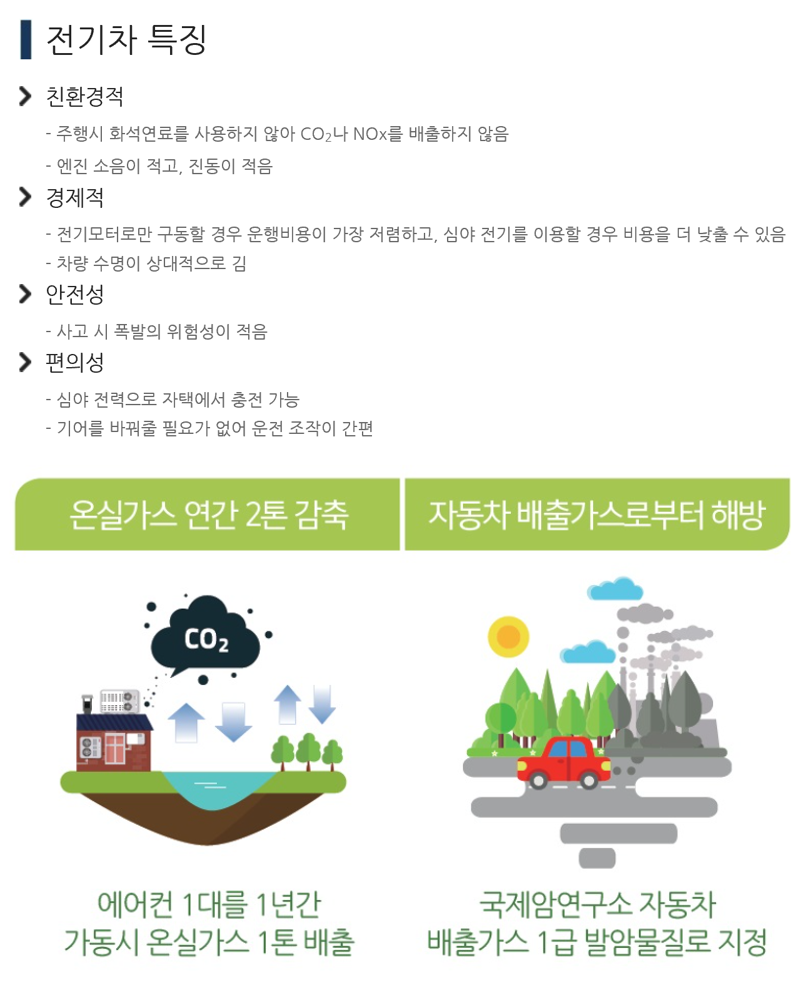 전기차 특징
친환경적
- 주행시 화석연료를 사용하지 않아 CO₂나 NOx를 배출하지 않음
- 엔진 소음이 적고, 진동이 적음
경제적
- 전기모터로만 구동할 경우 운행비용이 가장 저렴하고, 심야 전기를 이용할 경우 비용을 더 낮출 수 있음
- 차량 수명이 상대적으로 김
안전성
- 사고 시 폭발의 위험성이 적음
편의성
- 심야 전력으로 자택에서 충전 가능
- 기어를 바꿔줄 필요가 없어 운전 조작이 간편
온실가스 연간 2톤 감축
자동차 배출가스로부터 해방
CO₂
에어컨 1대를 1년간
가동시 온실가스 1톤 배출
국제암연구소 자동차
배출가스 1급 발암물질로 지정